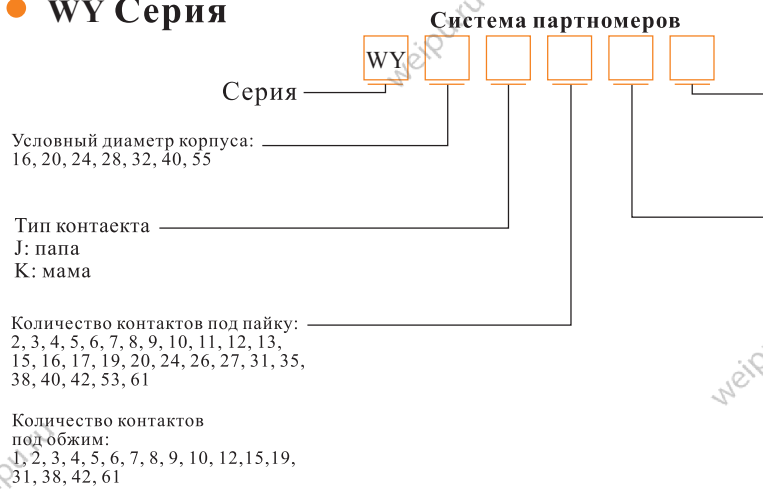 WY Серия
Система партномеров
WY
Серия
Условный диаметр корпуса:
16, 20, 24, 28, 32, 40, 55
Тип контаекта
J: папа
K: мама
Количество контактов под пайку:
2, 3, 4, 5, 6, 7, 8, 9, 10, 11, 12, 13,
15, 16, 17, 19, 20, 24, 26, 27, 31, 35,
38, 40, 42, 53, 61
Количество контактов
под обжим:
1, 2, 3, 4, 5, 6, 7, 8, 9, 10, 12,15,19,
31, 38, 42, 61
weipu.ru